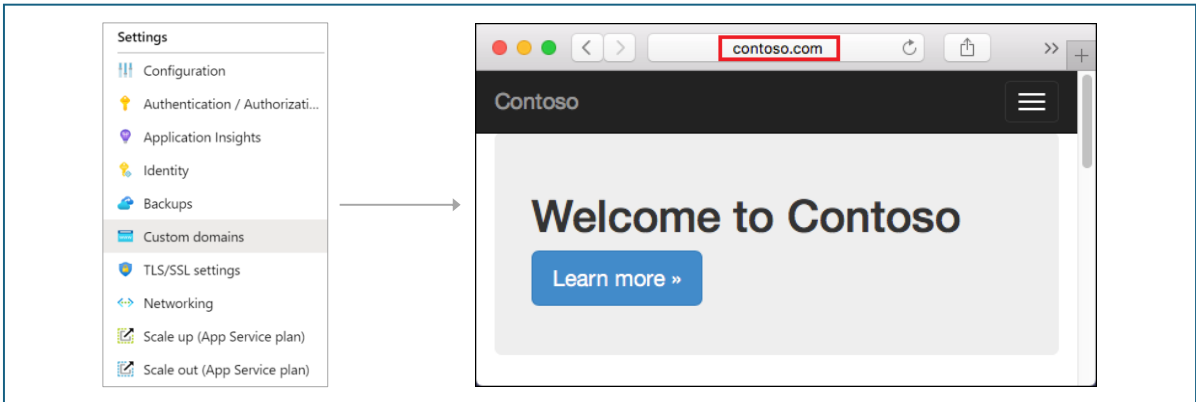 Settings
Configuration
Authentication / Authorizati...
Application Insights
Identity
Backups
Custom domains
TLS/SSL settings
Networking
Scale up (App Service plan)
Scale out (App Service plan)
contoso.com
Contoso
Welcome to Contoso
Learn more »